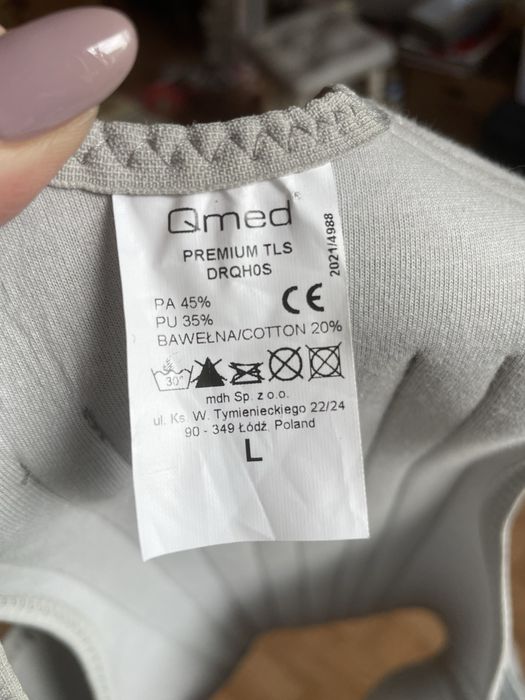 Qmed
PREMIUM TLS
DRQH0S
2021/4988
PA 45%
PU 35%
CE
BAWEŁNA/COTTON 20%
30°
mdh Sp. z o.o.
ul. Ks. W. Tymienieckiego 22/24
90 - 349 Łódź, Poland
L